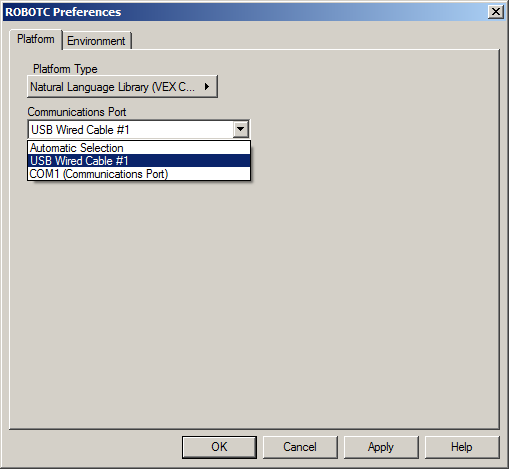 ROBOTC Preferences
Platform
Environment
Platform Type
Natural Language Library (VEX C...
Communications Port
USB Wired Cable #1
Automatic Selection
USB Wired Cable #1
COM1 (Communications Port)
OK
Cancel
Apply
Help